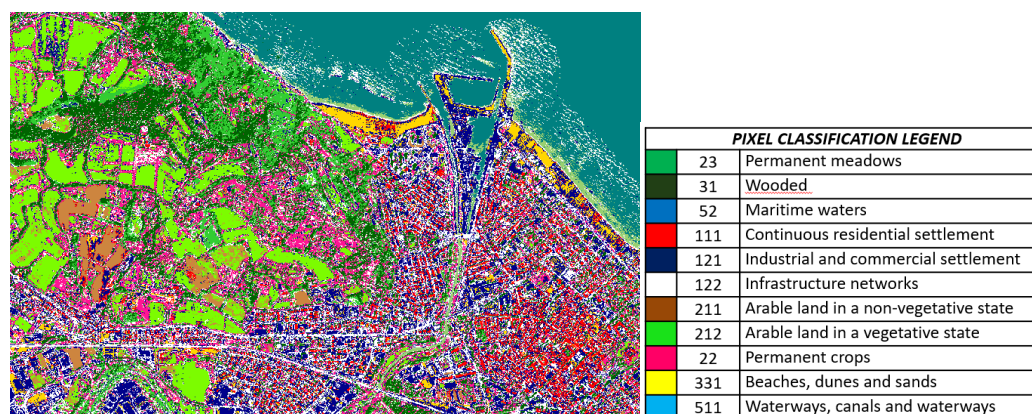 PIXEL CLASSIFICATION LEGEND
23 Permanent meadows
31 Wooded
52 Maritime waters
111 Continuous residential settlement
121 Industrial and commercial settlement
122 Infrastructure networks
211 Arable land in a non-vegetative state
212 Arable land in a vegetative state
22 Permanent crops
331 Beaches, dunes and sands
511 Waterways, canals and waterways